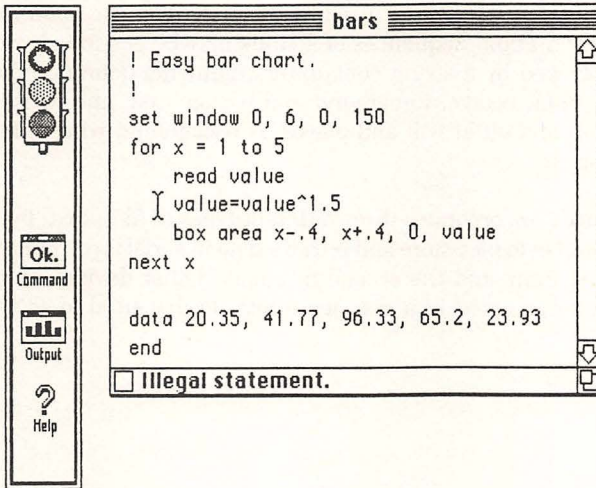 bars
! Easy bar chart.
!
set window 0, 6, 0, 150
for x = 1 to 5
read value
value=value^1.5
box area x-.4, x+.4, 0, value
next x
data 20.35, 41.77, 96.33, 65.2, 23.93
end
Illegal statement.
Ok.
Command
Output
?
Help